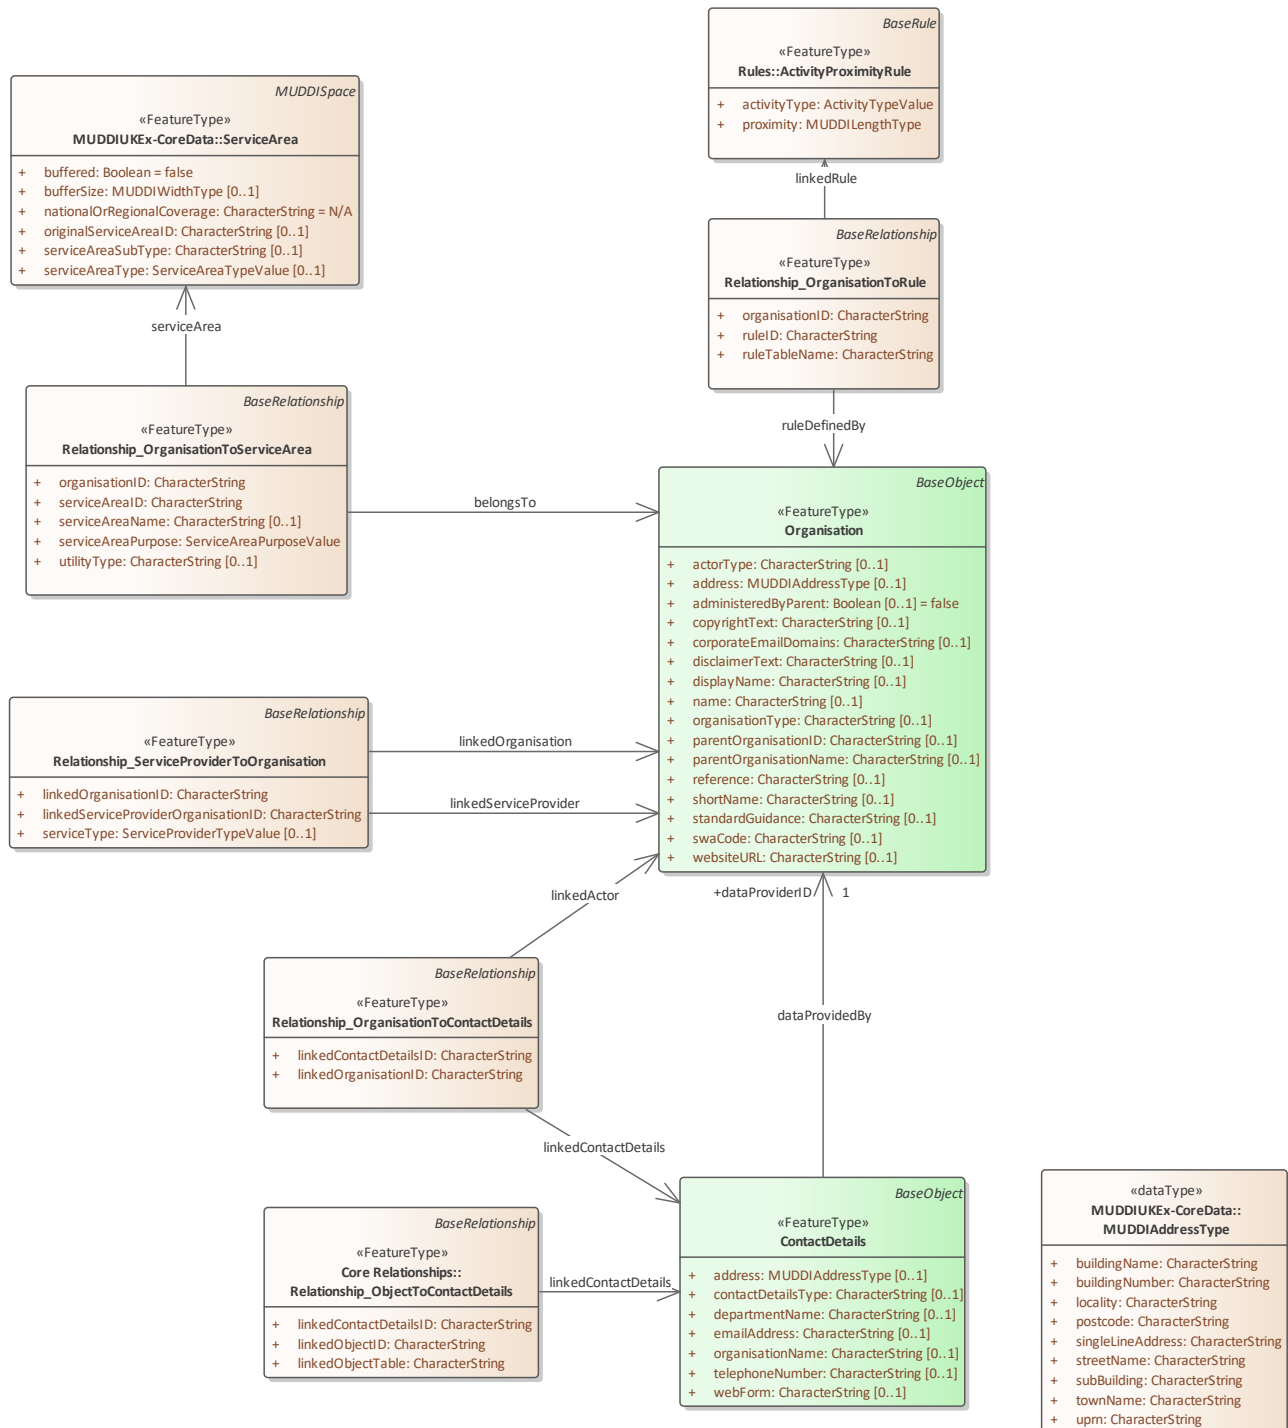 BaseRule
«FeatureType»
Rules::ActivityProximityRule
+ activityType: ActivityTypeValue
+ proximity: MUDDILengthType
MUDDISpace
«FeatureType»
MUDDIUKEx-CoreData::ServiceArea
+ buffered: Boolean = false
+ bufferSize: MUDDIWidthType [0..1]
+ nationalOrRegionalCoverage: CharacterString = N/A
+ originalServiceAreaID: CharacterString [0..1]
+ serviceAreaSubType: CharacterString [0..1]
+ serviceAreaType: ServiceAreaTypeValue [0..1]
linkedRule
BaseRelationship
«FeatureType»
Relationship_OrganisationToRule
+ organisationID: CharacterString
+ ruleID: CharacterString
+ ruleTableName: CharacterString
serviceArea
BaseRelationship
«FeatureType»
Relationship_OrganisationToServiceArea
+ organisationID: CharacterString
+ serviceAreaID: CharacterString
+ serviceAreaName: CharacterString [0..1]
+ serviceAreaPurpose: ServiceAreaPurposeValue
+ utilityType: CharacterString [0..1]
ruleDefinedBy
belongsTo
BaseObject
«FeatureType»
Organisation
+ actorType: CharacterString [0..1]
+ address: MUDDIAddressType [0..1]
+ administeredByParent: Boolean [0..1] = false
+ copyrightText: CharacterString [0..1]
+ corporateEmailDomains: CharacterString [0..1]
+ disclaimerText: CharacterString [0..1]
+ displayName: CharacterString [0..1]
+ name: CharacterString [0..1]
+ organisationType: CharacterString [0..1]
+ parentOrganisationID: CharacterString [0..1]
+ parentOrganisationName: CharacterString [0..1]
+ reference: CharacterString [0..1]
+ shortName: CharacterString [0..1]
+ standardGuidance: CharacterString [0..1]
+ swaCode: CharacterString [0..1]
+ websiteURL: CharacterString [0..1]
BaseRelationship
«FeatureType»
Relationship_ServiceProviderToOrganisation
+ linkedOrganisationID: CharacterString
+ linkedServiceProviderOrganisationID: CharacterString
+ serviceType: ServiceProviderTypeValue [0..1]
linkedOrganisation
linkedServiceProvider
linkedActor
+dataProviderID 1
BaseRelationship
«FeatureType»
Relationship_OrganisationToContactDetails
+ linkedContactDetailsID: CharacterString
+ linkedOrganisationID: CharacterString
dataProvidedBy
linkedContactDetails
BaseRelationship
«FeatureType»
Core Relationships::
Relationship_ObjectToContactDetails
+ linkedContactDetailsID: CharacterString
+ linkedObjectID: CharacterString
+ linkedObjectTable: CharacterString
linkedContactDetails
BaseObject
«FeatureType»
ContactDetails
+ address: MUDDIAddressType [0..1]
+ contactDetailsType: CharacterString [0..1]
+ departmentName: CharacterString [0..1]
+ emailAddress: CharacterString [0..1]
+ organisationName: CharacterString [0..1]
+ telephoneNumber: CharacterString [0..1]
+ webForm: CharacterString [0..1]
«dataType»
MUDDIUKEx-CoreData::
MUDDIAddressType
+ buildingName: CharacterString
+ buildingNumber: CharacterString
+ locality: CharacterString
+ postcode: CharacterString
+ singleLineAddress: CharacterString
+ streetName: CharacterString
+ subBuilding: CharacterString
+ townName: CharacterString
+ uprn: CharacterString